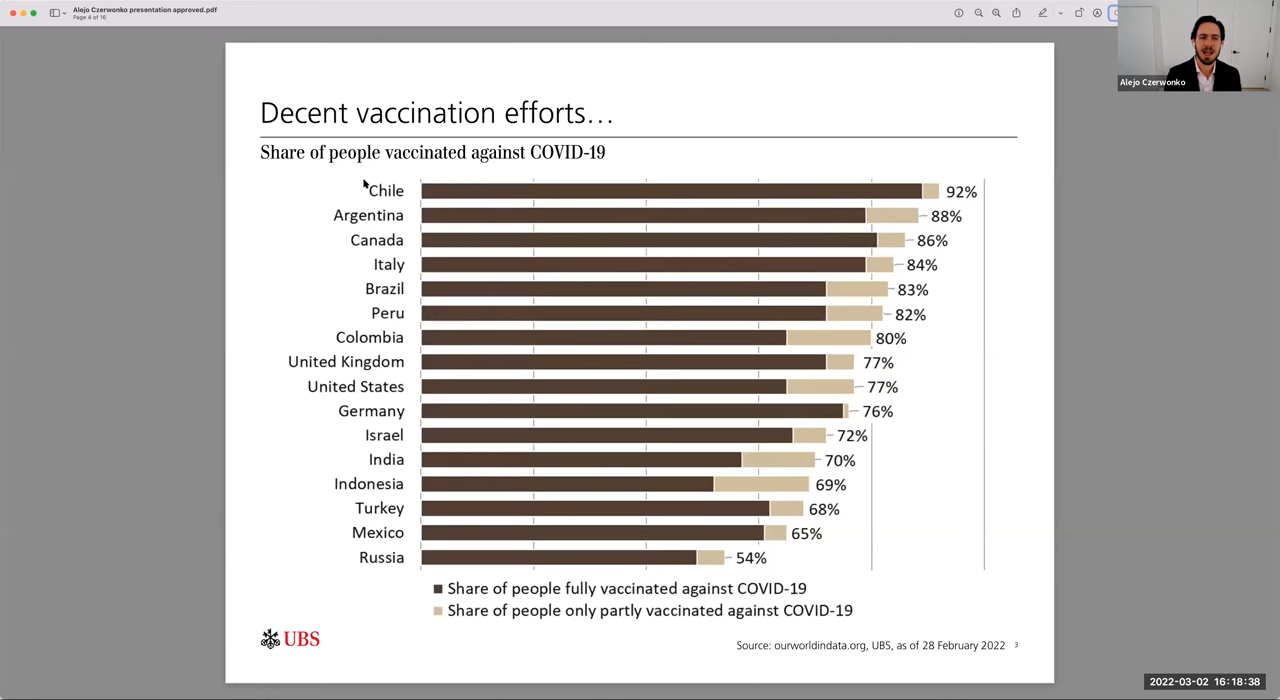 Alejo Czerwonko presentation approved.pdf
Page 4 of 16
Alejo Czerwonko
Decent vaccination efforts…
Share of people vaccinated against COVID-19
Chile 92%
Argentina 88%
Canada 86%
Italy 84%
Brazil 83%
Peru 82%
Colombia 80%
United Kingdom 77%
United States 77%
Germany 76%
Israel 72%
India 70%
Indonesia 69%
Turkey 68%
Mexico 65%
Russia 54%
Share of people fully vaccinated against COVID-19
Share of people only partly vaccinated against COVID-19
UBS
Source: ourworldindata.org, UBS, as of 28 February 2022 3
2022-03-02 16:18:38